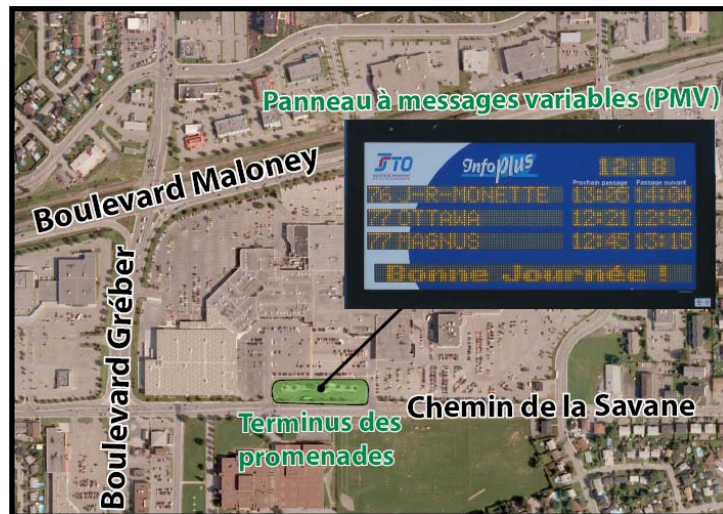 Panneau à messages variables (PMV)
STO
Infoplus
12:10
Prochain passage Passage suivant
76 J-R-MONETTE 13:05 14:04
77 OTTAWA 12:21 12:52
77 MAGNUS 12:45 13:15
Bonne Journée !
Boulevard Maloney
Boulevard Gréber
Terminus des
promenades
Chemin de la Savane